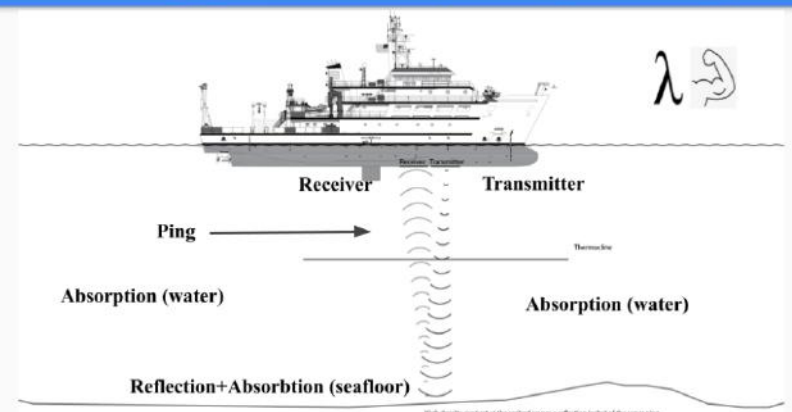 λ
Receiver Transmitter
Receiver
Transmitter
Ping
Thermocline
Absorption (water)
Absorption (water)
Reflection+Absorbtion (seafloor)